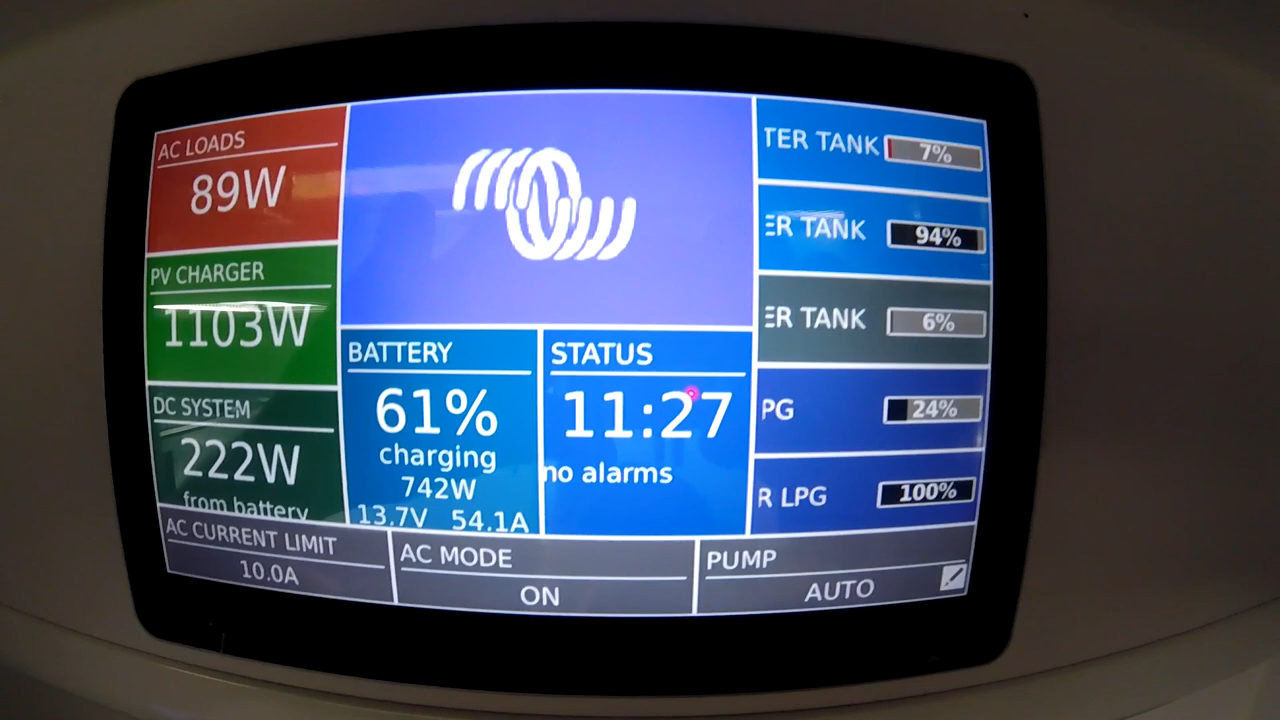 AC LOADS
89W
PV CHARGER
1103W
DC SYSTEM
222W
from battery
BATTERY
61%
charging
742W
13.7V 54.1A
STATUS
11:27
no alarms
TER TANK 7%
ER TANK 94%
ER TANK 6%
PG 24%
R LPG 100%
AC CURRENT LIMIT
10.0A
AC MODE
ON
PUMP
AUTO